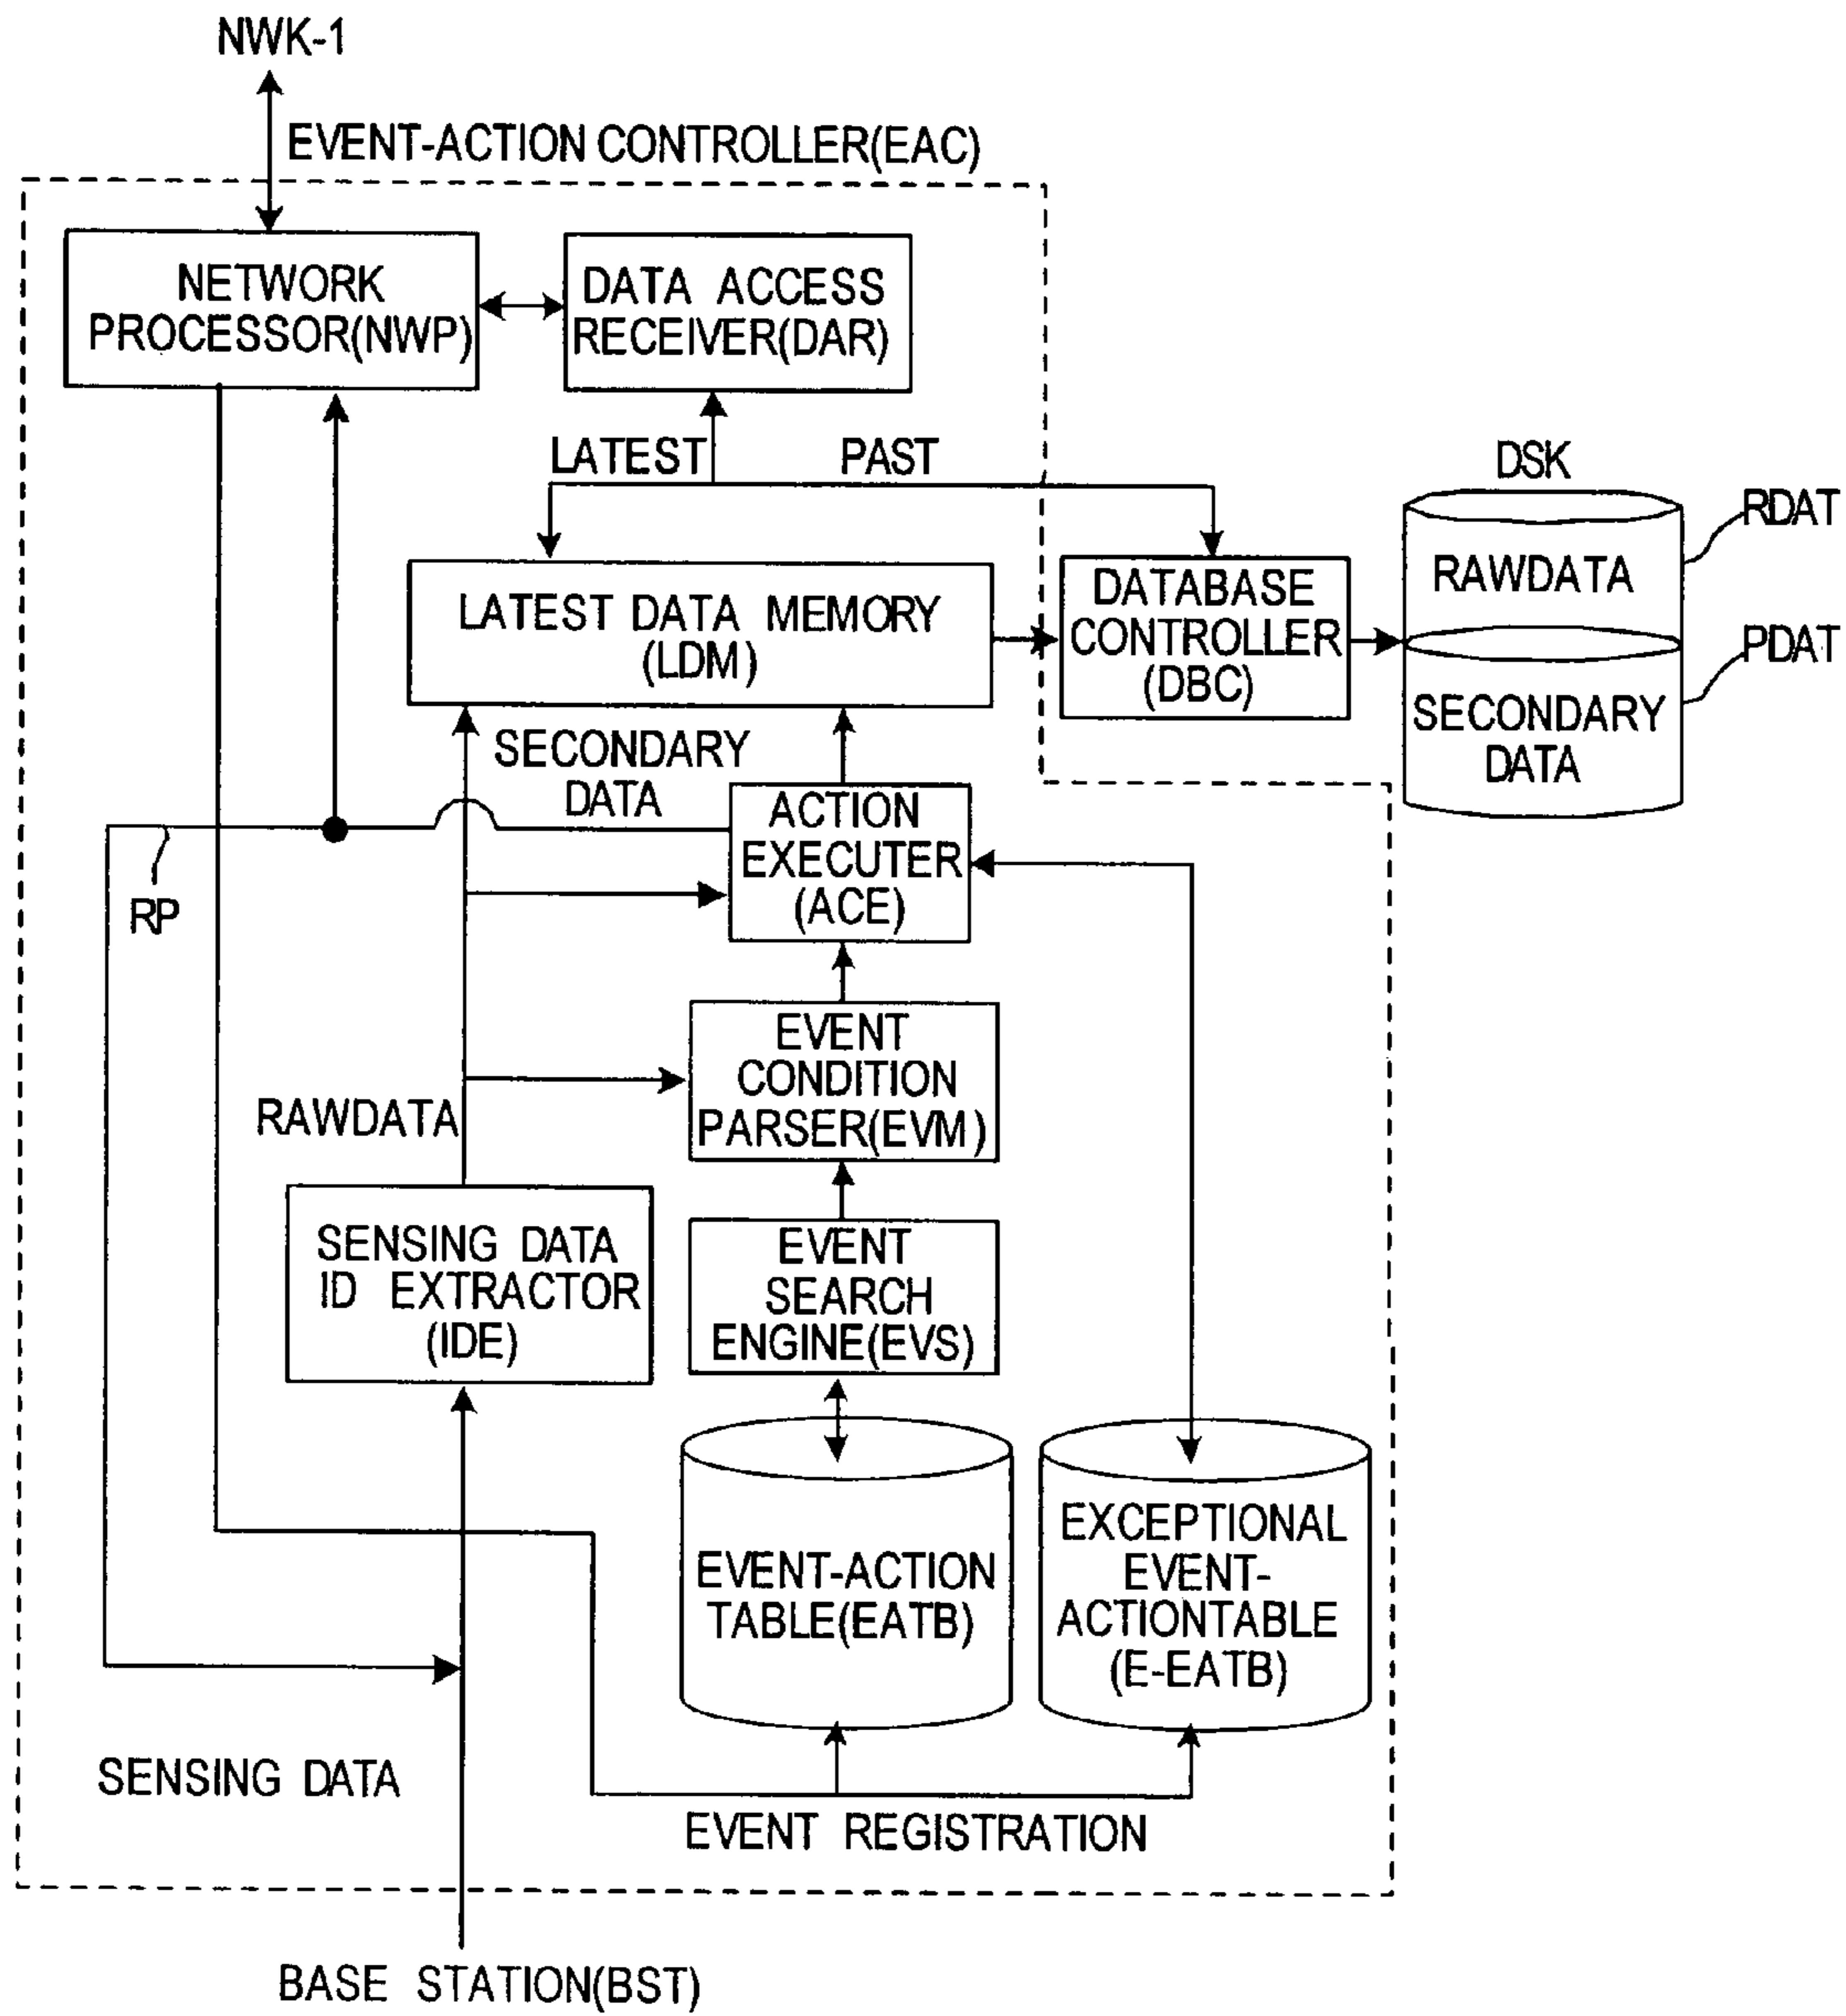 NWK-1
EVENT-ACTION CONTROLLER(EAC)
NETWORK
PROCESSOR(NWP)
DATA ACCESS
RECEIVER(DAR)
LATEST
PAST
DSK
RDAT
RAWDATA
PDAT
SECONDARY
DATA
LATEST DATA MEMORY
(LDM)
DATABASE
CONTROLLER
(DBC)
SECONDARY
DATA
ACTION
EXECUTER
(ACE)
RP
EVENT
CONDITION
PARSER(EVM)
RAWDATA
SENSING DATA
ID EXTRACTOR
(IDE)
EVENT
SEARCH
ENGINE(EVS)
EVENT-ACTION
TABLE(EATB)
EXCEPTIONAL
EVENT-
ACTIONTABLE
(E-EATB)
SENSING DATA
EVENT REGISTRATION
BASE STATION(BST)